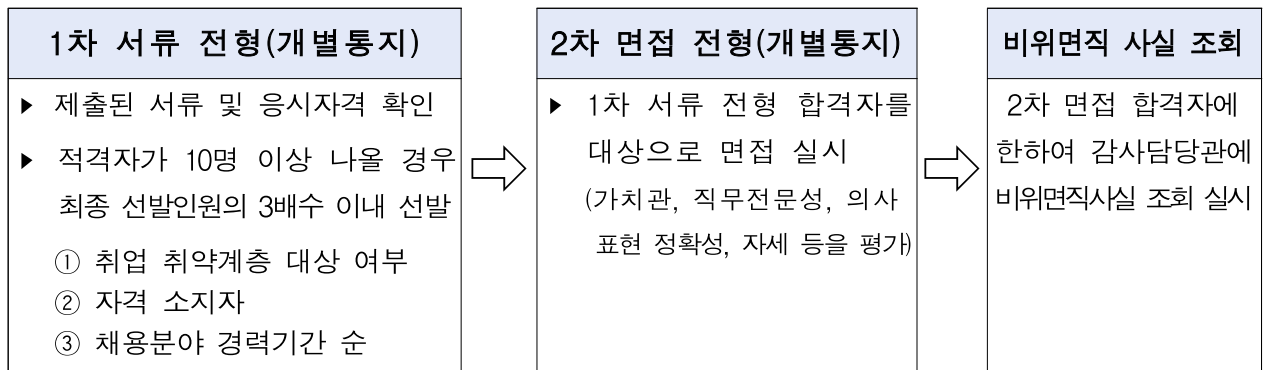 1차 서류 전형(개별통지)
▶ 제출된 서류 및 응시자격 확인
▶ 적격자가 10명 이상 나올 경우
최종 선발인원의 3배수 이내 선발
① 취업 취약계층 대상 여부
② 자격 소지자
③ 채용분야 경력기간 순
2차 면접 전형(개별통지)
▶ 1차 서류 전형 합격자를
대상으로 면접 실시
(가치관, 직무전문성, 의사
표현 정확성, 자세 등을 평가)
비위면직 사실 조회
2차 면접 합격자에
한하여 감사담당관에
비위면직사실 조회 실시